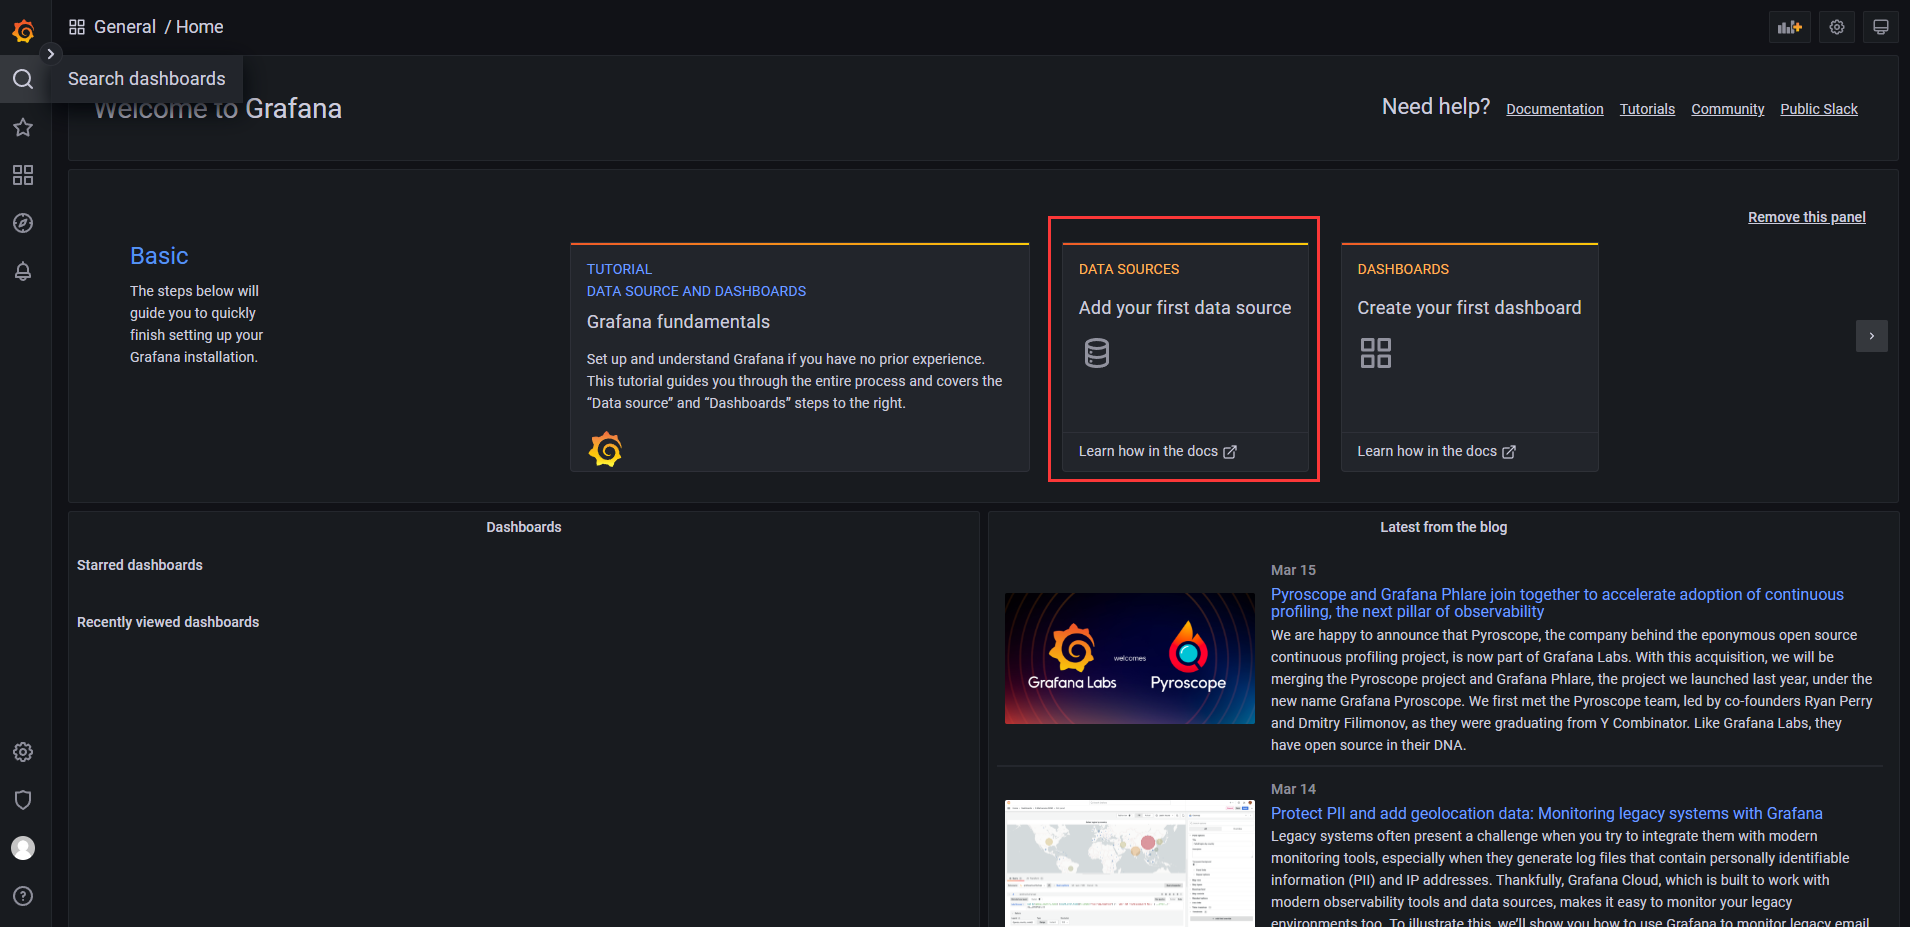 General / Home
Search dashboards
Welcome to Grafana
Need help? Documentation Tutorials Community Public Slack
Remove this panel
Basic
The steps below will
guide you to quickly
finish setting up your
Grafana installation.
TUTORIAL
DATA SOURCE AND DASHBOARDS
Grafana fundamentals
Set up and understand Grafana if you have no prior experience.
This tutorial guides you through the entire process and covers the
“Data source” and “Dashboards” steps to the right.
DATA SOURCES
Add your first data source
Learn how in the docs
DASHBOARDS
Create your first dashboard
Learn how in the docs
Dashboards
Starred dashboards
Recently viewed dashboards
Latest from the blog
Grafana Labs
welcomes
Pyroscope
Mar 15
Pyroscope and Grafana Phlare join together to accelerate adoption of continuous
profiling, the next pillar of observability
We are happy to announce that Pyroscope, the company behind the eponymous open source
continuous profiling project, is now part of Grafana Labs. With this acquisition, we will be
merging the Pyroscope project and Grafana Phlare, the project we launched last year, under the
new name Grafana Pyroscope. We first met the Pyroscope team, led by co-founders Ryan Perry
and Dmitry Filimonov, as they were graduating from Y Combinator. Like Grafana Labs, they
have open source in their DNA.
Mar 14
Protect PII and add geolocation data: Monitoring legacy systems with Grafana
Legacy systems often present a challenge when you try to integrate them with modern
monitoring tools, especially when they generate log files that contain personally identifiable
information (PII) and IP addresses. Thankfully, Grafana Cloud, which is built to work with
modern observability tools and data sources, makes it easy to monitor your legacy
environments too. To illustrate this, we'll show you how to use Grafana to monitor legacy email